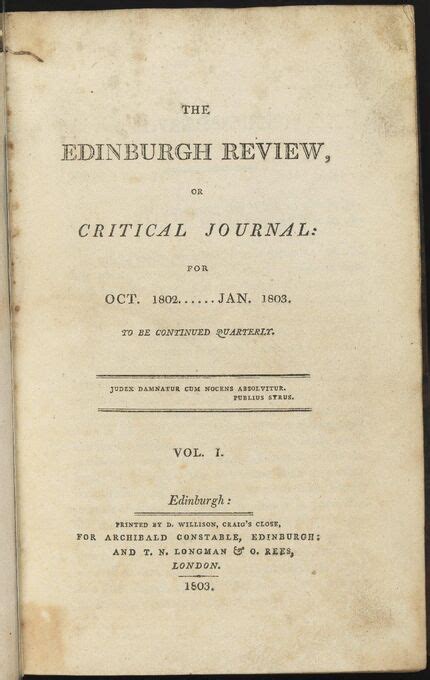 THE
EDINBURGH REVIEW,
OR
CRITICAL JOURNAL:
FOR
OCT. 1802......JAN. 1803.
TO BE CONTINUED QUARTERLY.
JUDEX DAMNATUR CUM NOCENS ABSOLVITUR.
PUBLIUS SYRUS.
VOL. I.
Edinburgh:
PRINTED BY D. WILLISON, CRAIG'S CLOSE,
FOR ARCHIBALD CONSTABLE, EDINBURGH;
AND T. N. LONGMAN & O. REES,
LONDON.
1803.